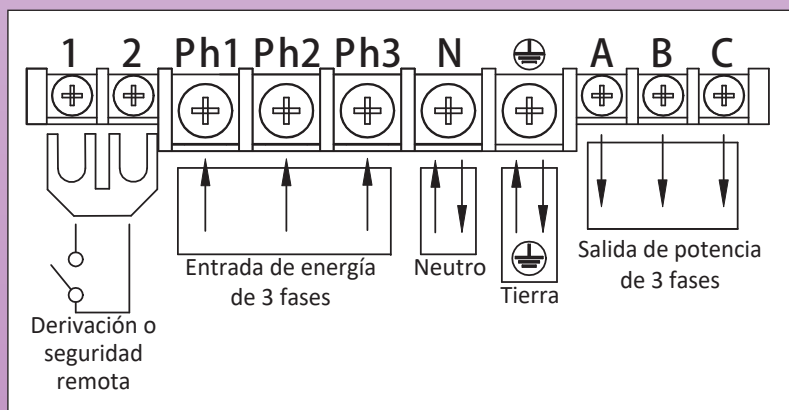 1 2 Ph1 Ph2 Ph3 N A B C
Entrada de energía
de 3 fases
Neutro
Tierra
Salida de potencia
de 3 fases
Derivación o
seguridad
remota